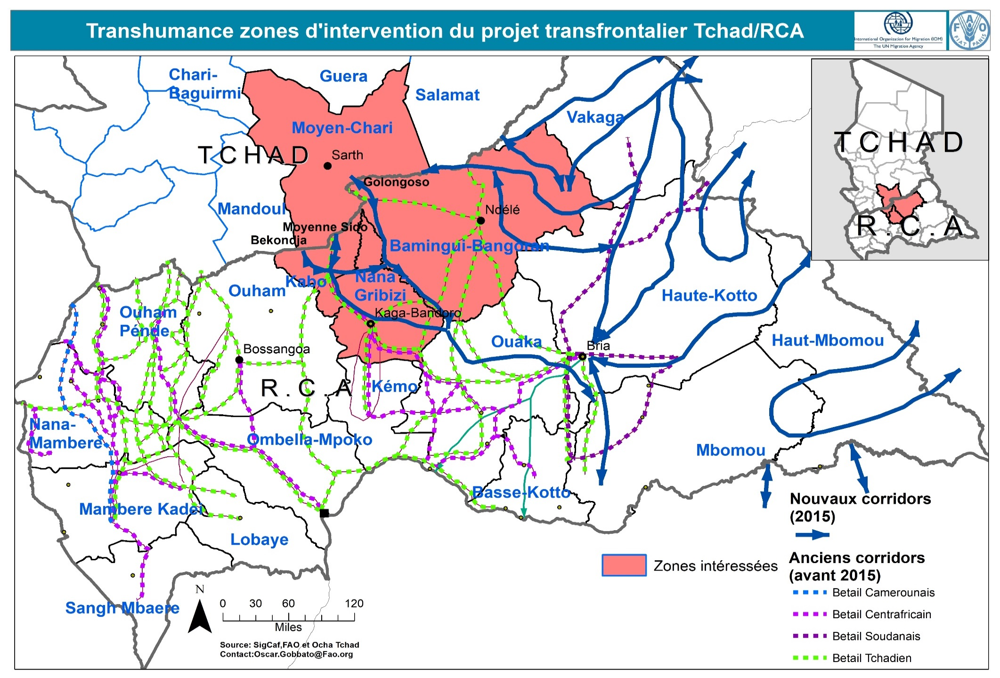 Transhumance zones d'intervention du projet transfrontalier Tchad/RCA
International Organization for Migration (IOM)
The UN Migration Agency
F A O
FIAT PANIS
Chari-
Baguirmi
Guera
Salamat
Vakaga
Moyen-Chari
TCHAD
Sarth
Golongoso
Mandoul
Ndélé
Moyenne Sido
Bekondja
Bamingui-Bangoran
Kabo
Nana
Gribizi
Ouham
Haute-Kotto
Ouham
Pénde
Kaga-Bandoro
Ouaka
Bria
Haut-Mbomou
Bossangoa
R.C.A
Kémo
Nana-
Mambere
Ombella-Mpoko
Mbomou
Basse-Kotto
Mambere Kadei
Lobaye
Sangh Mbaere
TCHAD
R.C.A
Nouvaux corridors
(2015)
Zones intéressées
Anciens corridors
(avant 2015)
Betail Camerounais
Betail Centrafricain
Betail Soudanais
Betail Tchadien
N
0 30 60 120
Miles
Source: SigCaf,FAO et Ocha Tchad
Contact:Oscar.Gobbato@Fao.org